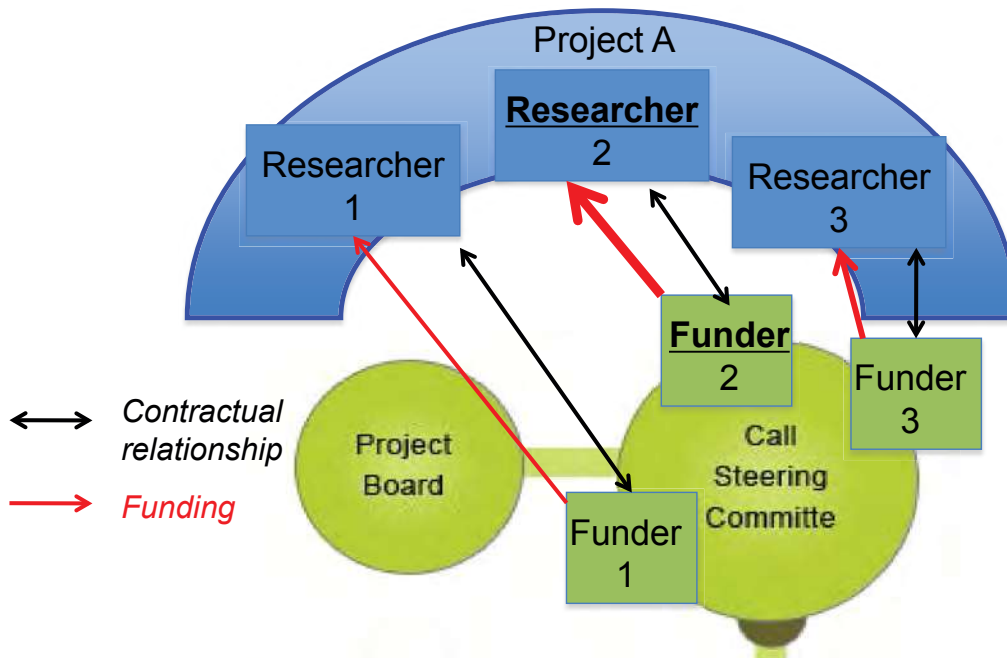 Project A
Researcher
2
Researcher
1
Researcher
3
Funder
2
Funder
3
Contractual
relationship
Funding
Project
Board
Call
Steering
Committe
Funder
1